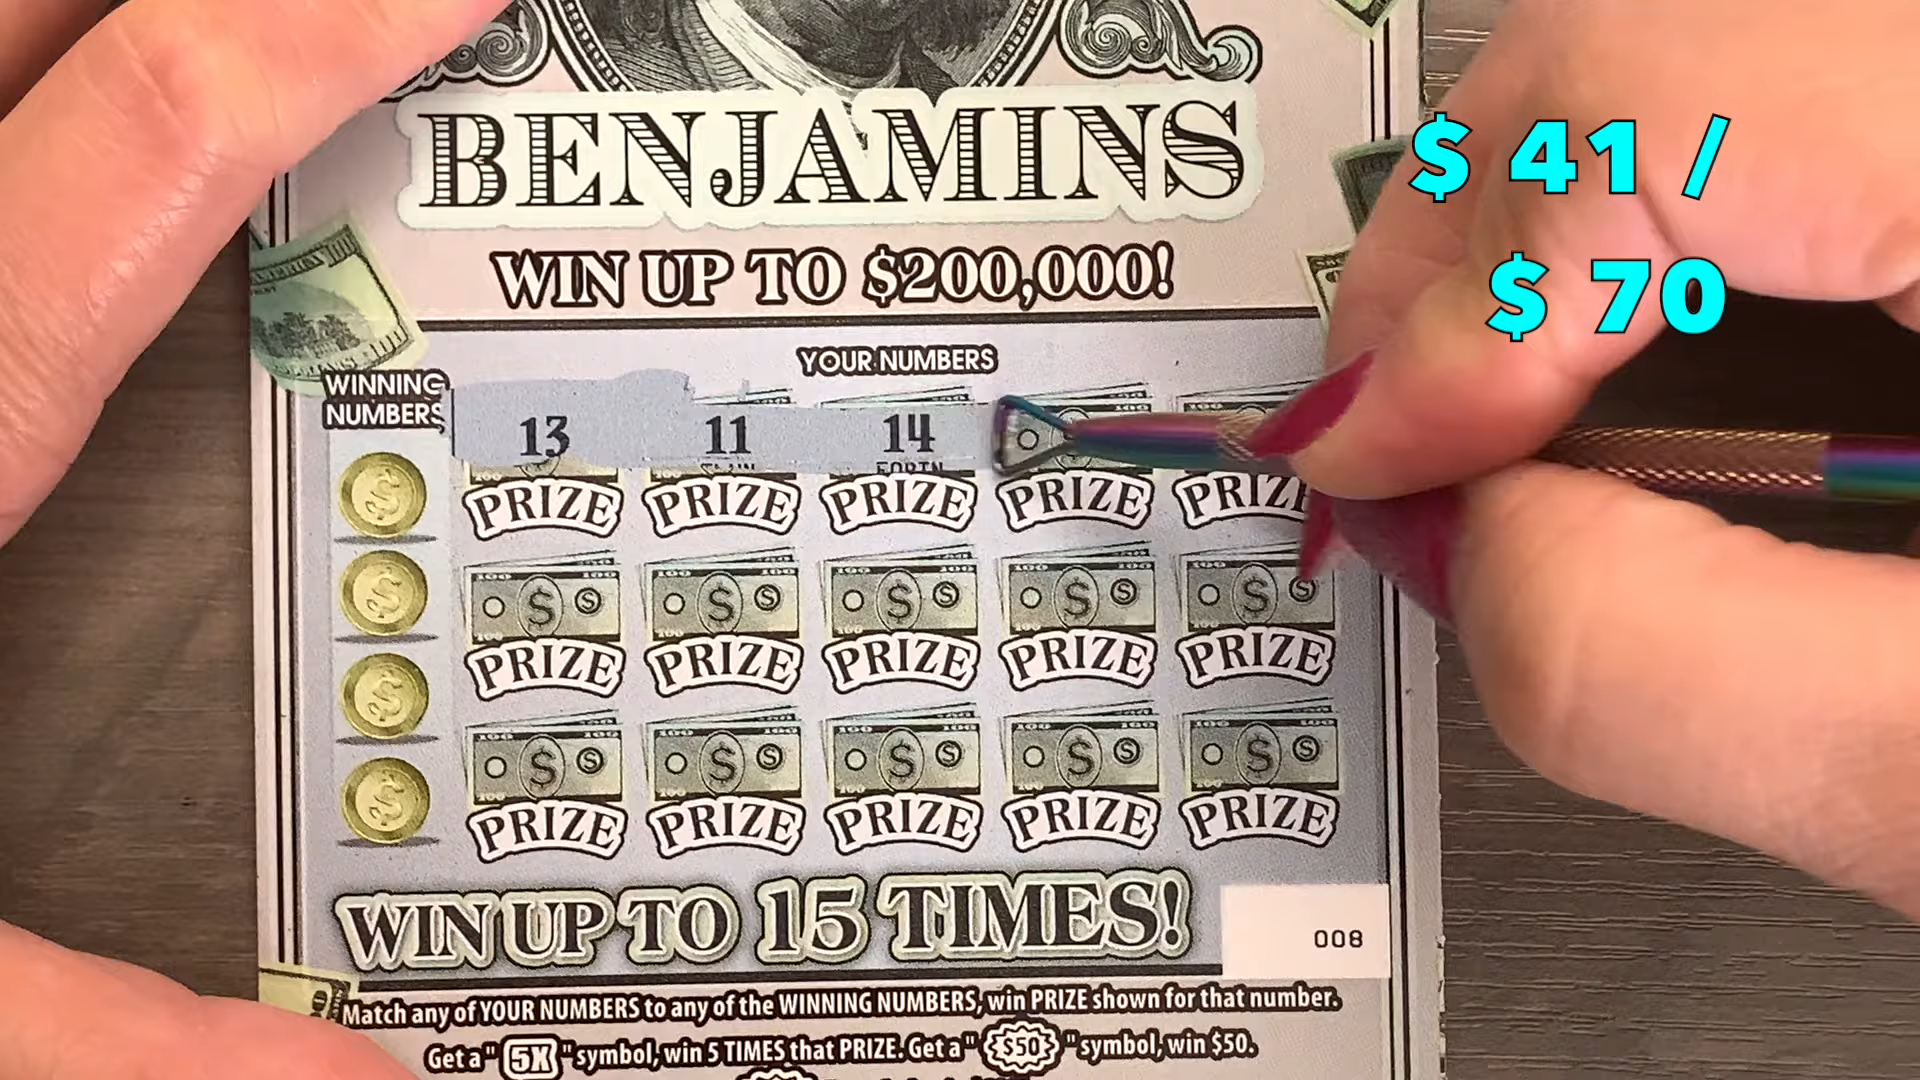 BENJAMINS
$ 41 /
$ 70
WIN UP TO $200,000!
YOUR NUMBERS
WINNING
NUMBERS
13 11 14
PRIZE PRIZE PRIZE PRIZE PRIZE
PRIZE PRIZE PRIZE PRIZE PRIZE
PRIZE PRIZE PRIZE PRIZE PRIZE
WIN UP TO 15 TIMES!
008
Match any of YOUR NUMBERS to any of the WINNING NUMBERS, win PRIZE shown for that number.
Get a " 5X " symbol, win 5 TIMES that PRIZE. Get a " $50 " symbol, win $50.